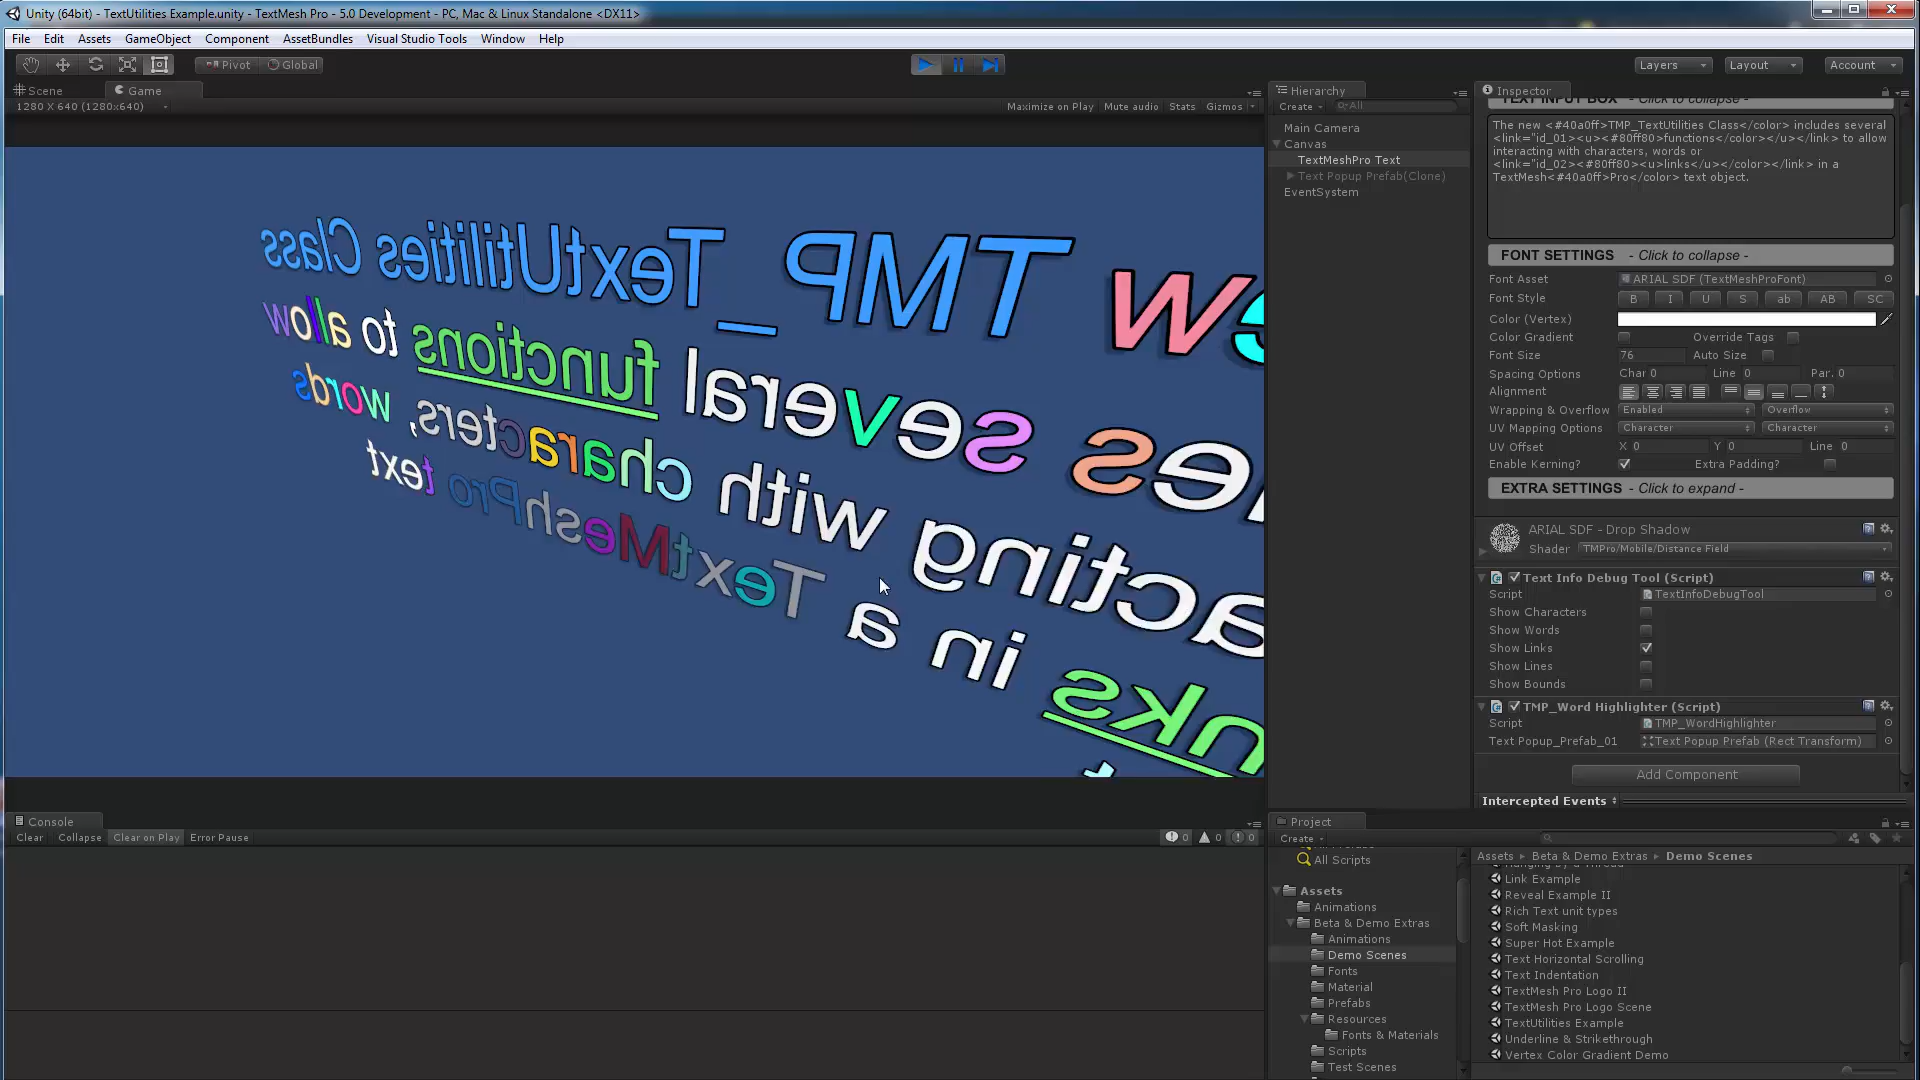 Unity (64bit) - TextUtilities Example.unity - TextMesh Pro - 5.0 Development - PC, Mac & Linux Standalone <DX11>
File Edit Assets GameObject Component AssetBundles Visual Studio Tools Window Help
Pivot Global Layers Layout Account
Scene Game
1280 X 640 (1280x640) Maximize on Play Mute audio Stats Gizmos
TMP_TextUtilities Class
several functions to allow
acting with characters, words
nks in a TextMeshPro text
Console
Clear Collapse Clear on Play Error Pause 0 0 0
Hierarchy
Create All
Main Camera
Canvas
TextMeshPro Text
Text Popup Prefab(Clone)
EventSystem
Inspector
TEXT INPUT BOX - Click to collapse -
The new <#40a0ff>TMP_TextUtilities Class</color> includes several
<link="id_01><u><#80ff80>functions</color></u></link> to allow
interacting with characters, words or
<link="id_02><#80ff80><u>links</u></color></link> in a
TextMesh<#40a0ff>Pro</color> text object.
FONT SETTINGS - Click to collapse -
Font Asset ARIAL SDF (TextMeshProFont)
Font Style B I U S ab AB SC
Color (Vertex)
Color Gradient Override Tags
Font Size 76 Auto Size
Spacing Options Char 0 Line 0 Par. 0
Alignment
Wrapping & Overflow Enabled Overflow
UV Mapping Options Character Character
UV Offset X 0 Y 0 Line 0
Enable Kerning? Extra Padding?
EXTRA SETTINGS - Click to expand -
ARIAL SDF - Drop Shadow
Shader TMPro/Mobile/Distance Field
Text Info Debug Tool (Script)
Script TextInfoDebugTool
Show Characters
Show Words
Show Links
Show Lines
Show Bounds
TMP_Word Highlighter (Script)
Script TMP_WordHighlighter
Text Popup_Prefab_01 Text Popup Prefab (Rect Transform)
Add Component
Intercepted Events
Project
Create
All Scripts
Assets
Animations
Beta & Demo Extras
Animations
Demo Scenes
Fonts
Material
Prefabs
Resources
Fonts & Materials
Scripts
Test Scenes
Assets Beta & Demo Extras Demo Scenes
Link Example
Reveal Example II
Rich Text unit types
Soft Masking
Super Hot Example
Text Horizontal Scrolling
Text Indentation
TextMesh Pro Logo II
TextMesh Pro Logo Scene
TextUtilities Example
Underline & Strikethrough
Vertex Color Gradient Demo